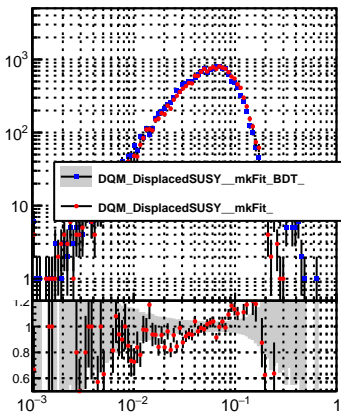 10³
10²
DQM_DisplacedSUSY__mkFit_BDT_
DQM_DisplacedSUSY__mkFit_
10
1
1.2
1
0.8
0.6
10⁻³ 10⁻² 10⁻¹ 1